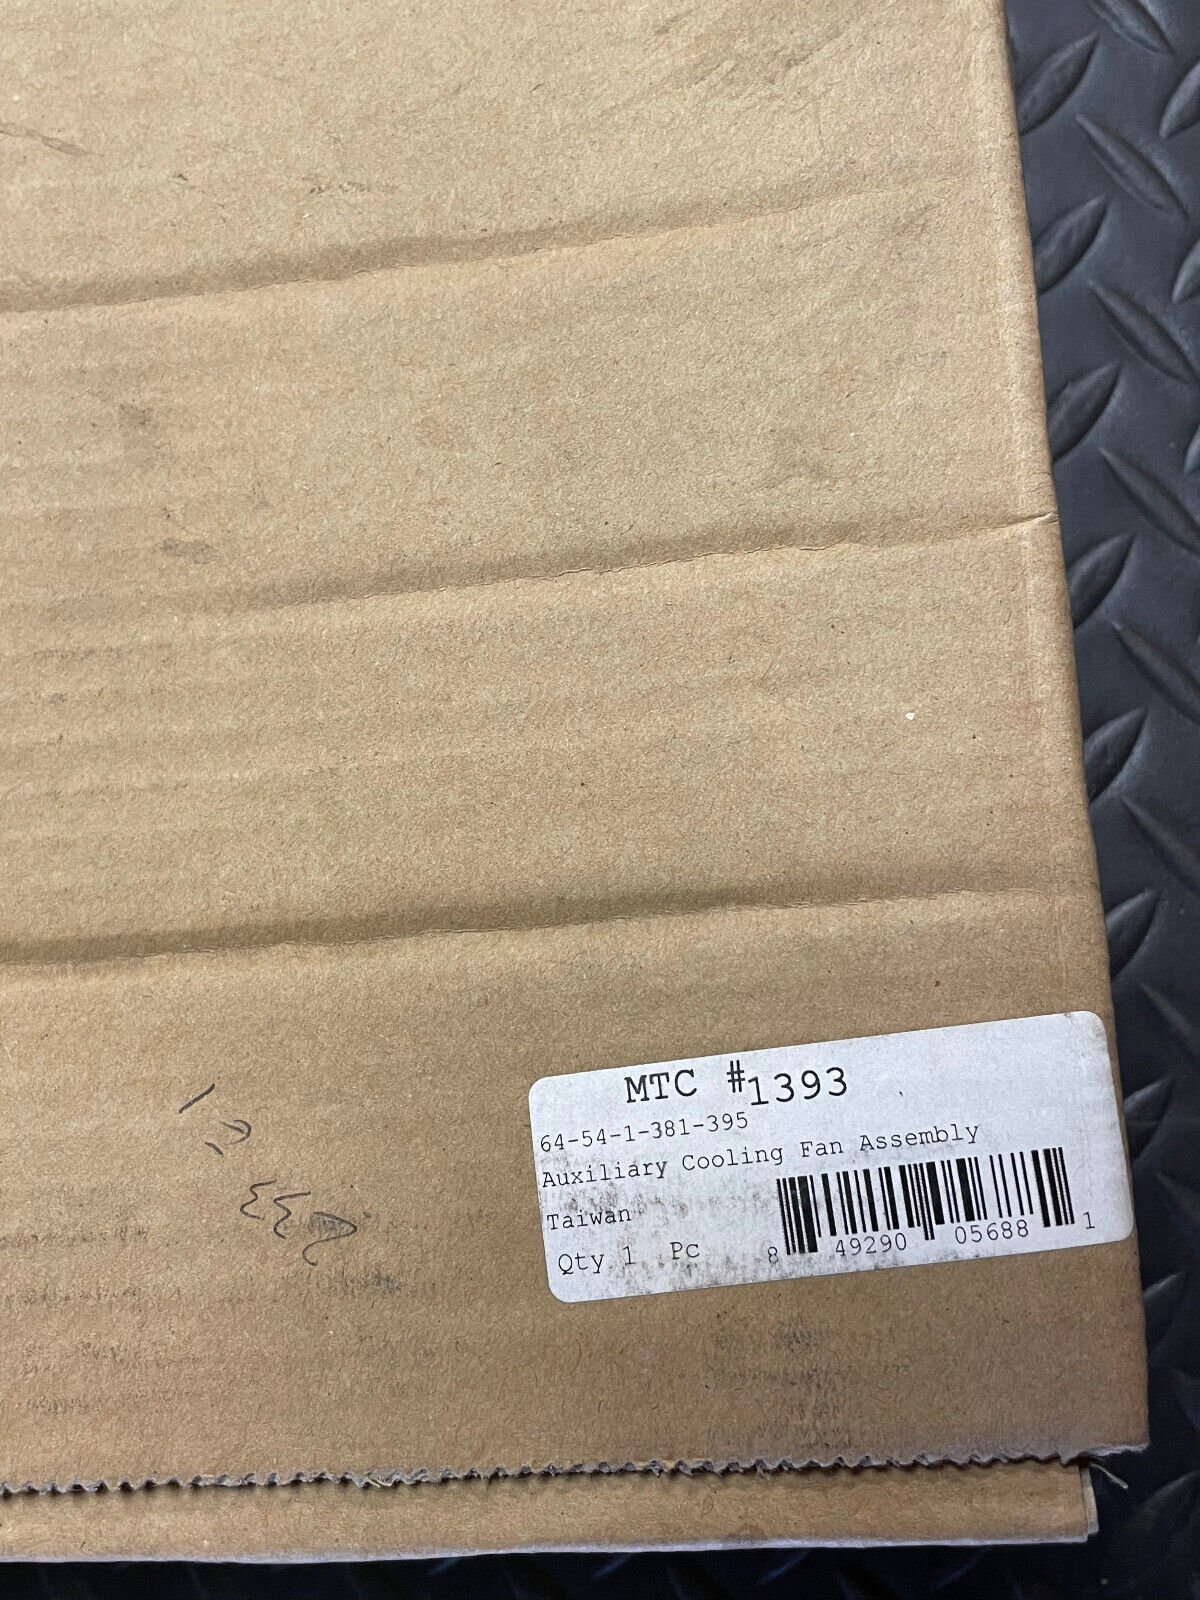 MTC #1393
64-54-1-381-395
Auxiliary Cooling Fan Assembly
Taiwan
Qty 1 Pc
8 49290 05688 1